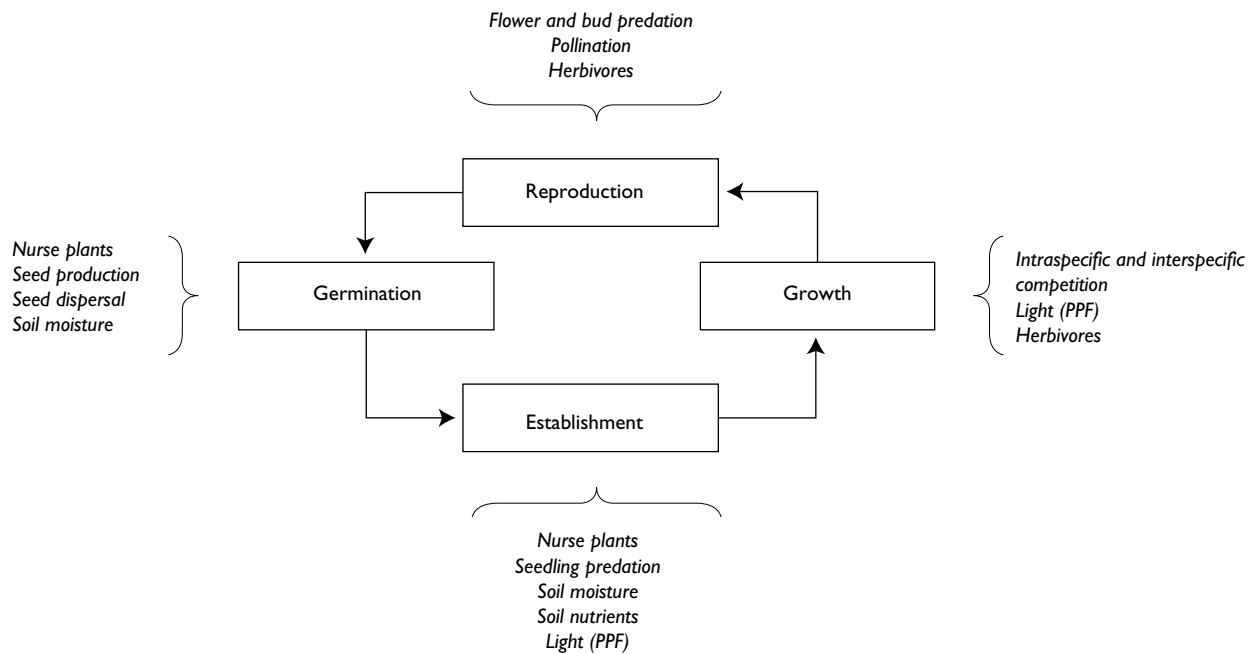 Flower and bud predation
Pollination
Herbivores
Reproduction
Nurse plants
Seed production
Seed dispersal
Soil moisture
Germination
Growth
Intraspecific and interspecific
competition
Light (PPF)
Herbivores
Establishment
Nurse plants
Seedling predation
Soil moisture
Soil nutrients
Light (PPF)